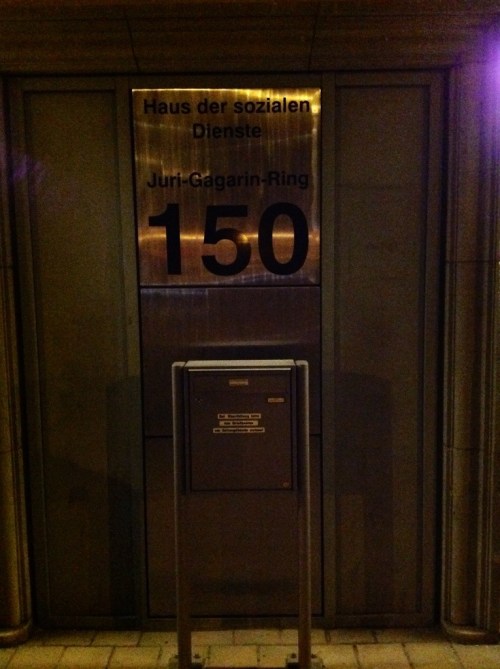 Haus der sozialen
Dienste
Juri-Gagarin-Ring
150